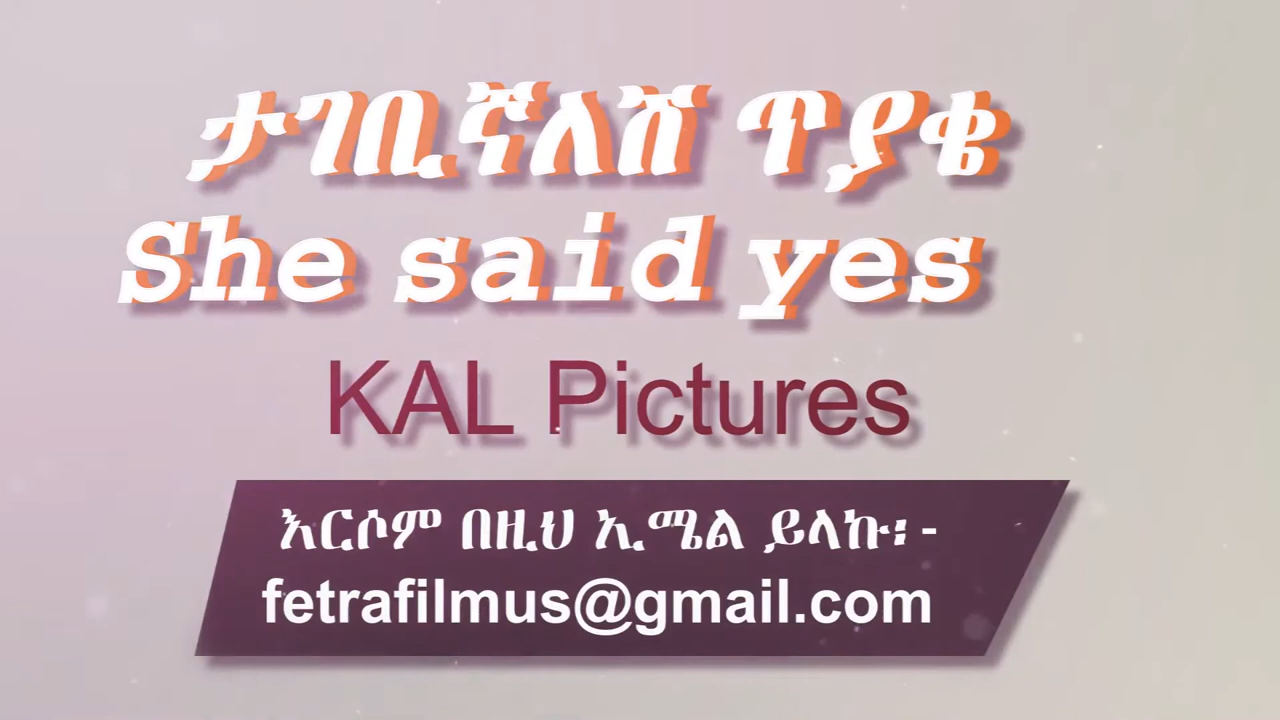 ታገቢኛለሽ ጥያቄ
She said yes
KAL Pictures
እርሶም በዚህ ኢሜል ይላኩ፥-
fetrafilmus@gmail.com